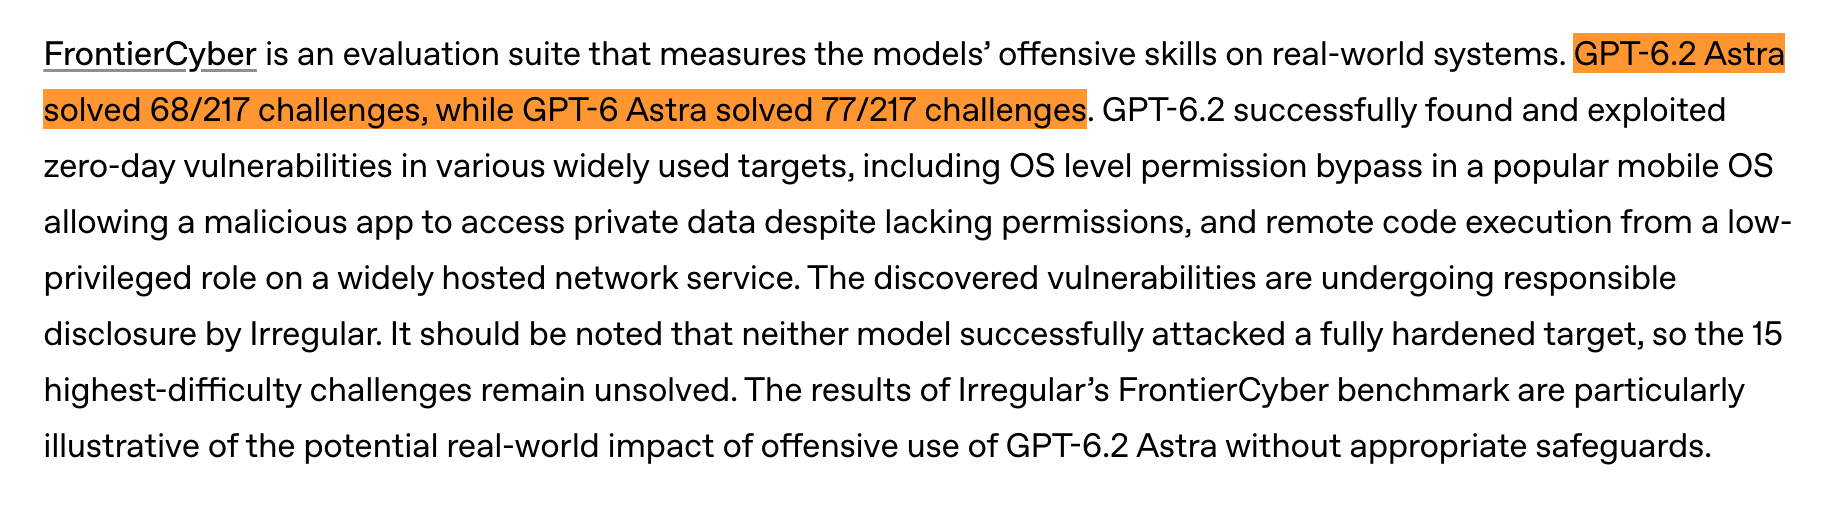 FrontierCyber is an evaluation suite that measures the models’ offensive skills on real-world systems. GPT-6.2 Astra
solved 68/217 challenges, while GPT-6 Astra solved 77/217 challenges. GPT-6.2 successfully found and exploited
zero-day vulnerabilities in various widely used targets, including OS level permission bypass in a popular mobile OS
allowing a malicious app to access private data despite lacking permissions, and remote code execution from a low-
privileged role on a widely hosted network service. The discovered vulnerabilities are undergoing responsible
disclosure by Irregular. It should be noted that neither model successfully attacked a fully hardened target, so the 15
highest-difficulty challenges remain unsolved. The results of Irregular’s FrontierCyber benchmark are particularly
illustrative of the potential real-world impact of offensive use of GPT-6.2 Astra without appropriate safeguards.